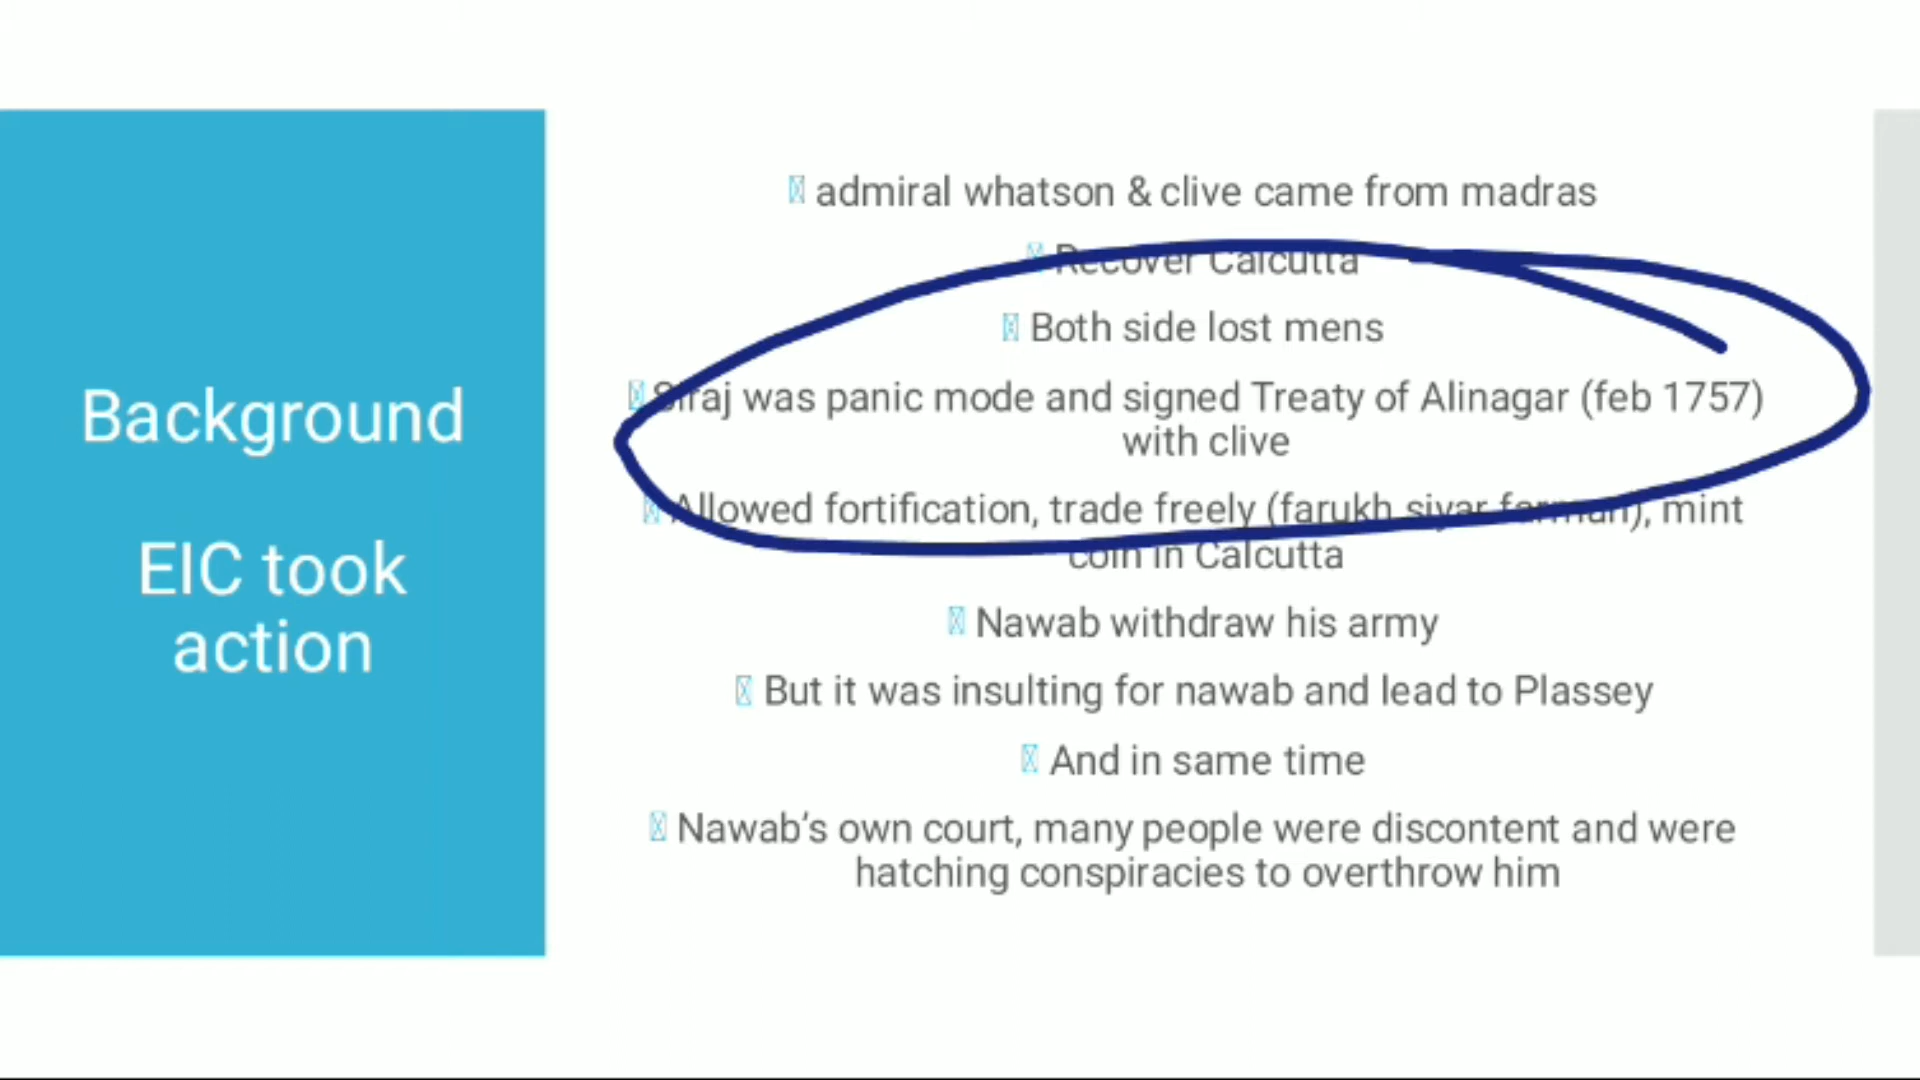 Background
EIC took
action
admiral whatson & clive came from madras
Recover Calcutta
Both side lost mens
Siraj was panic mode and signed Treaty of Alinagar (feb 1757)
with clive
Allowed fortification, trade freely (farukh siyar farman), mint
coin in Calcutta
Nawab withdraw his army
But it was insulting for nawab and lead to Plassey
And in same time
Nawab’s own court, many people were discontent and were
hatching conspiracies to overthrow him